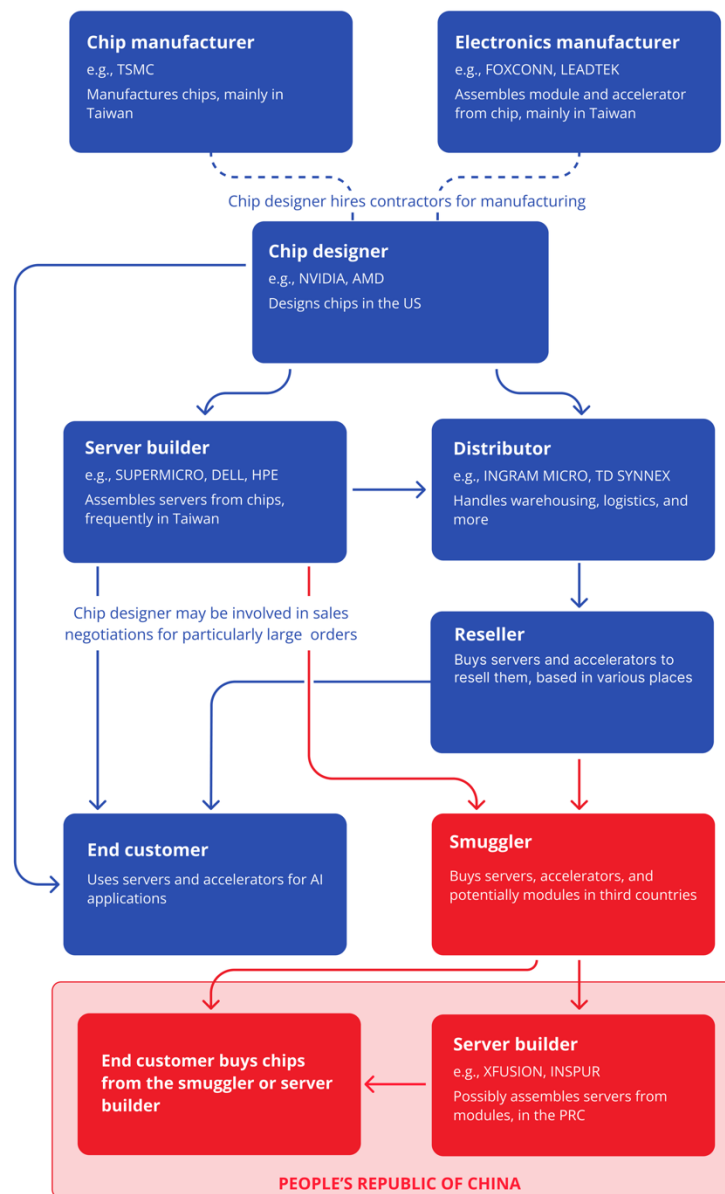 Chip manufacturer
e.g., TSMC
Manufactures chips, mainly in
Taiwan
Electronics manufacturer
e.g., FOXCONN, LEADTEK
Assembles module and accelerator
from chip, mainly in Taiwan
Chip designer hires contractors for manufacturing
Chip designer
e.g., NVIDIA, AMD
Designs chips in the US
Server builder
e.g., SUPERMICRO, DELL, HPE
Assembles servers from chips,
frequently in Taiwan
Distributor
e.g., INGRAM MICRO, TD SYNNEX
Handles warehousing, logistics, and
more
Chip designer may be involved in sales
negotiations for particularly large orders
Reseller
Buys servers and accelerators to
resell them, based in various places
End customer
Uses servers and accelerators for AI
applications
Smuggler
Buys servers, accelerators, and
potentially modules in third countries
End customer buys chips
from the smuggler or server
builder
Server builder
e.g., XFUSION, INSPUR
Possibly assembles servers from
modules, in the PRC
PEOPLE'S REPUBLIC OF CHINA